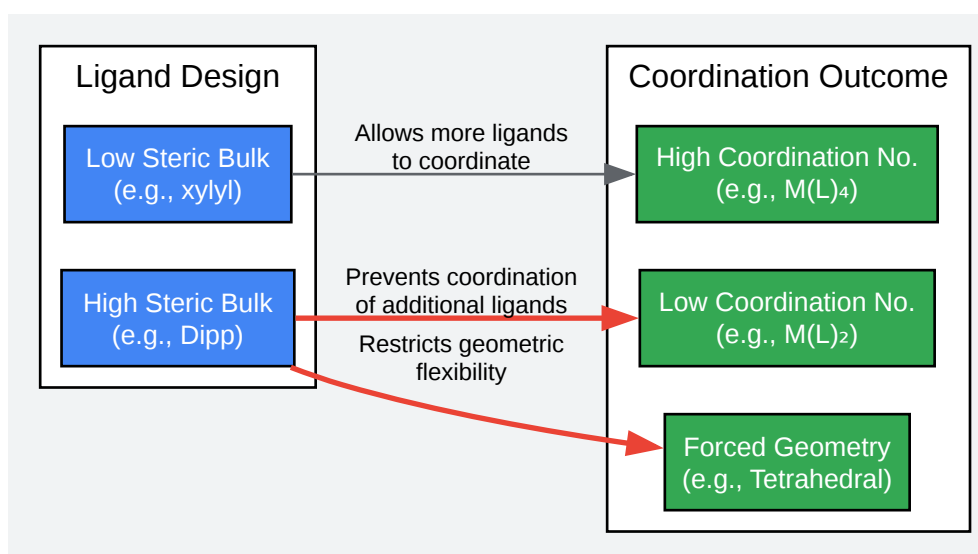 Ligand Design
Coordination Outcome
Low Steric Bulk
(e.g., xylyl)
Allows more ligands
to coordinate
High Coordination No.
(e.g., M(L)₄)
High Steric Bulk
(e.g., Dipp)
Prevents coordination
of additional ligands
Low Coordination No.
(e.g., M(L)₂)
Restricts geometric
flexibility
Forced Geometry
(e.g., Tetrahedral)